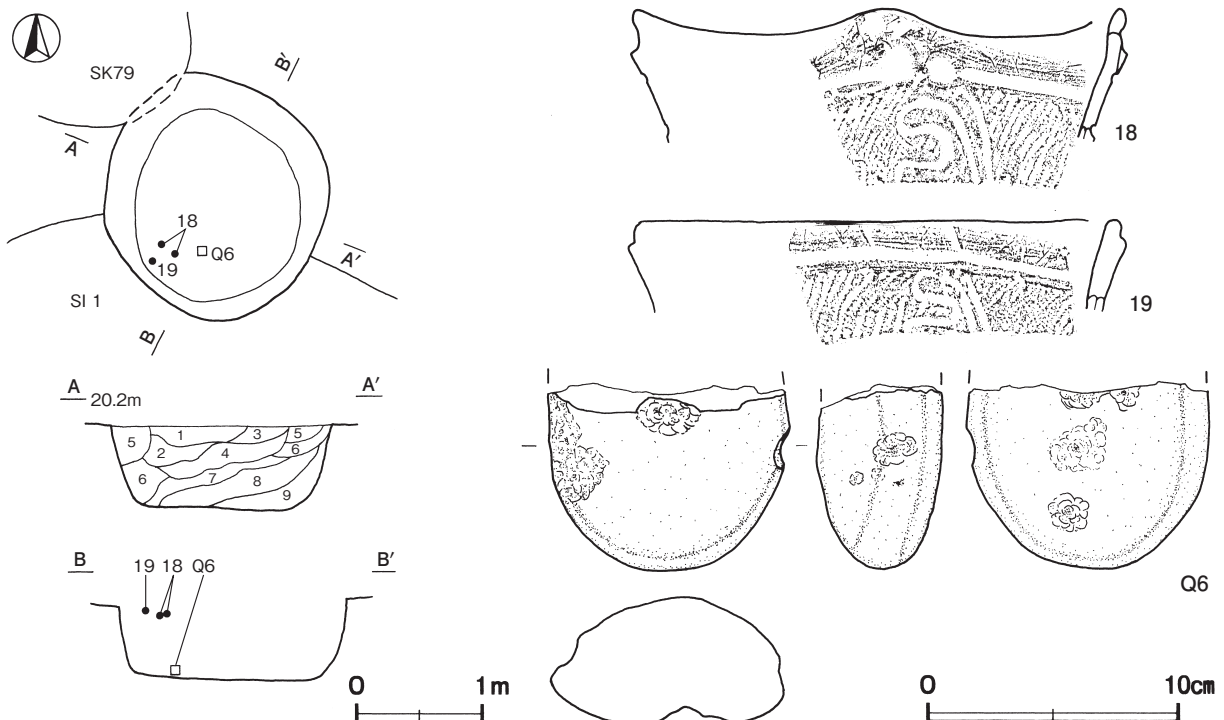 SK79
B′
A
18
Q6
19
A′
SI 1
B
A 20.2m A′
5 1 3 5
2 4 6
6 7 8
9
B 19 18 Q6 B′
0 1m
18
19
Q6
0 10cm